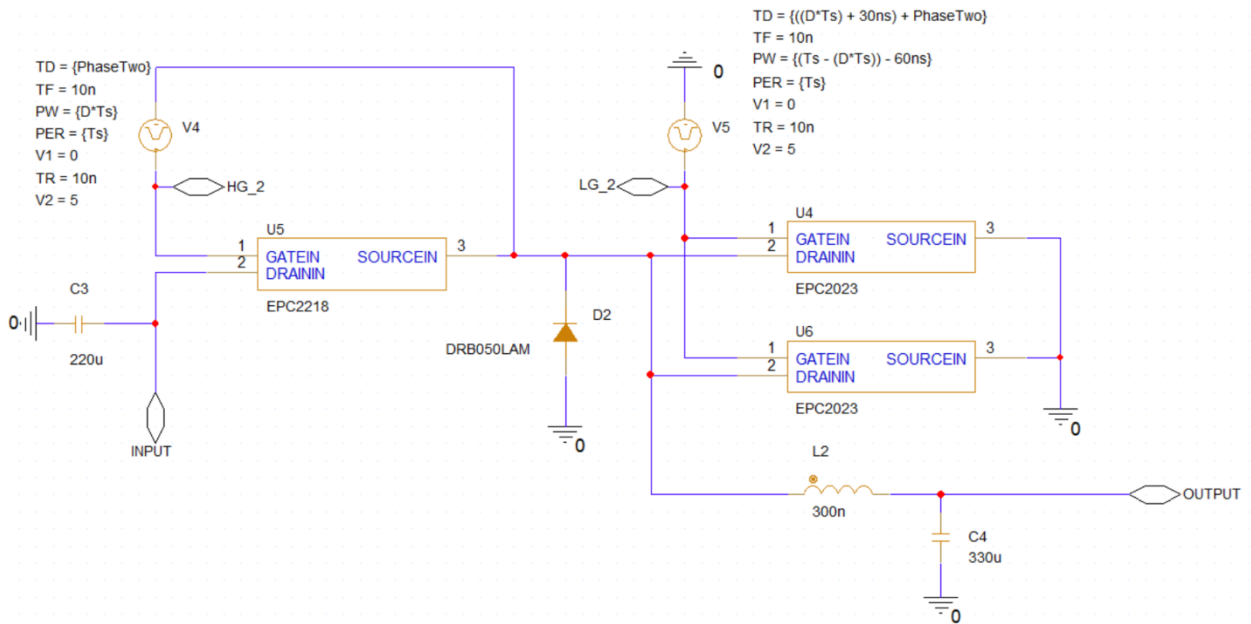 TD = {((D*Ts) + 30ns) + PhaseTwo}
TF = 10n
PW = {(Ts - (D*Ts)) - 60ns}
PER = {Ts}
V1 = 0
TR = 10n
V2 = 5
TD = {PhaseTwo}
TF = 10n
PW = {D*Ts}
PER = {Ts}
V1 = 0
TR = 10n
V2 = 5
V4
HG_2
0
V5
LG_2
U5
1
2
GATEIN
DRAININ
SOURCEIN
3
EPC2218
U4
1
2
GATEIN
DRAININ
SOURCEIN
3
EPC2023
C3
0
220u
INPUT
D2
DRB050LAM
0
U6
1
2
GATEIN
DRAININ
SOURCEIN
3
EPC2023
0
L2
300n
OUTPUT
C4
330u
0